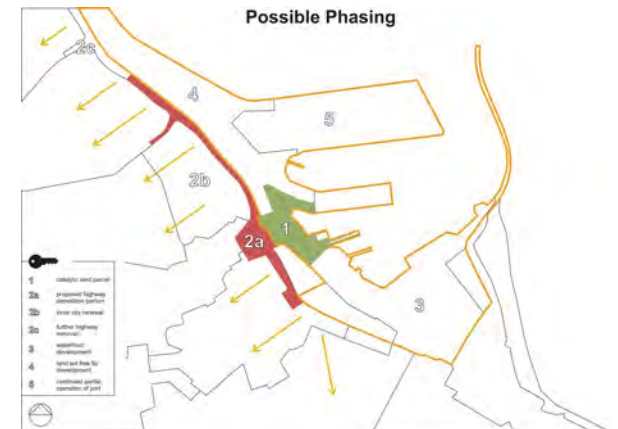 Possible Phasing
2c
4
5
2b
1
2a
3
1 catalytic land parcel
2a proposed highway
demolition portion
2b inner city renewal
2c further highway
removal
3 waterfront
development
4 land set free for
development
5 continued partial
operation of port